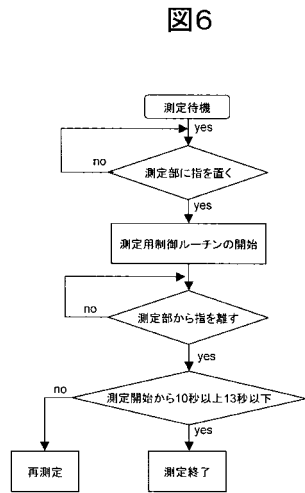 図6
測定待機
yes
no
測定部に指を置く
yes
測定用制御ルーチンの開始
no
測定部から指を離す
yes
no
測定開始から10秒以上13秒以下
yes
再測定
測定終了